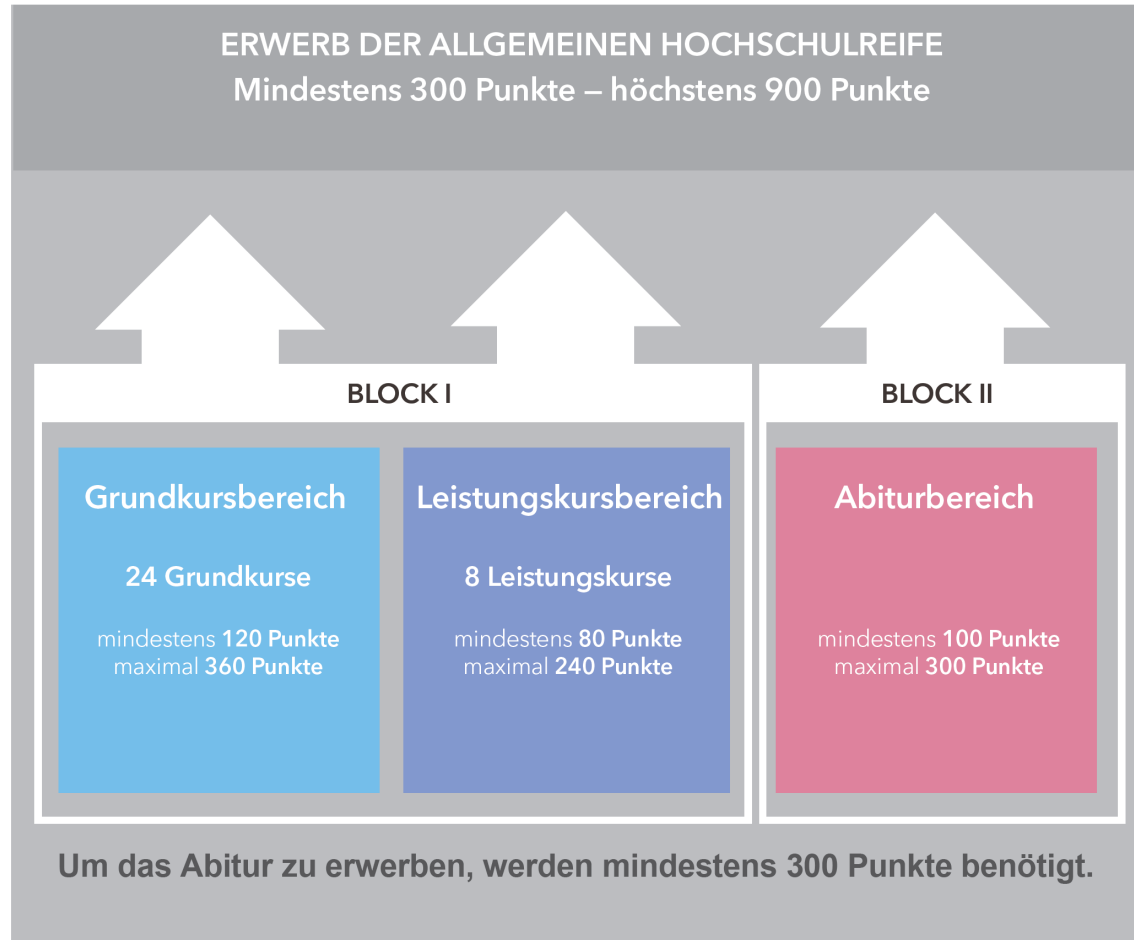 ERWERB DER ALLGEMEINEN HOCHSCHULREIFE
Mindestens 300 Punkte – höchstens 900 Punkte
BLOCK I
Grundkursbereich
24 Grundkurse
mindestens 120 Punkte
maximal 360 Punkte
Leistungskursbereich
8 Leistungskurse
mindestens 80 Punkte
maximal 240 Punkte
BLOCK II
Abiturbereich
mindestens 100 Punkte
maximal 300 Punkte
Um das Abitur zu erwerben, werden mindestens 300 Punkte benötigt.